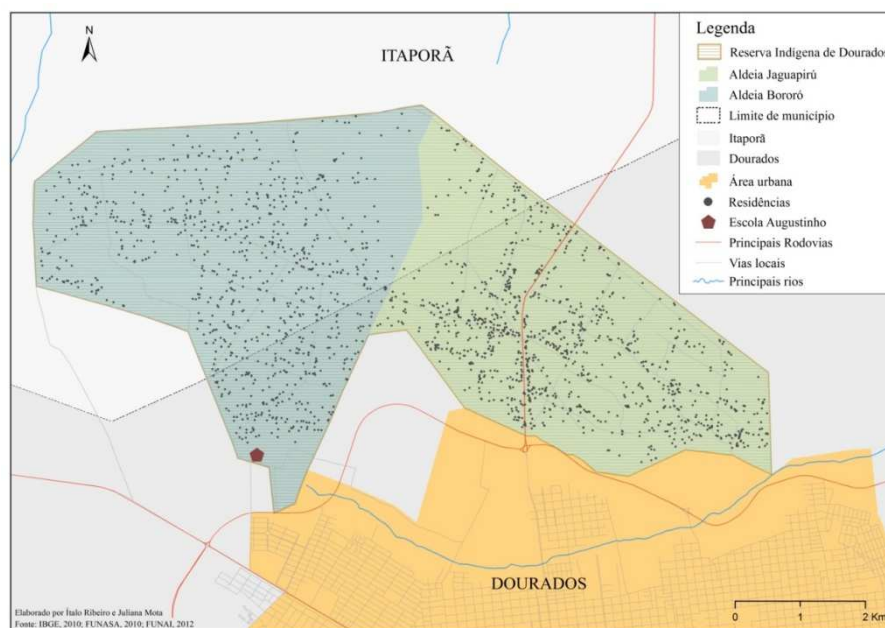 N
ITAPORÃ
Legenda
Reserva Indígena de Dourados
Aldeia Jaguapirú
Aldeia Bororó
Limite de município
Itaporã
Dourados
Área urbana
Residências
Escola Augustinho
Principais Rodovias
Vias locais
Principais rios
DOURADOS
Elaborado por Ítalo Ribeiro e Juliana Mota
Fonte: IBGE, 2010; FUNASA, 2010; FUNAI, 2012
0 1 2 Km